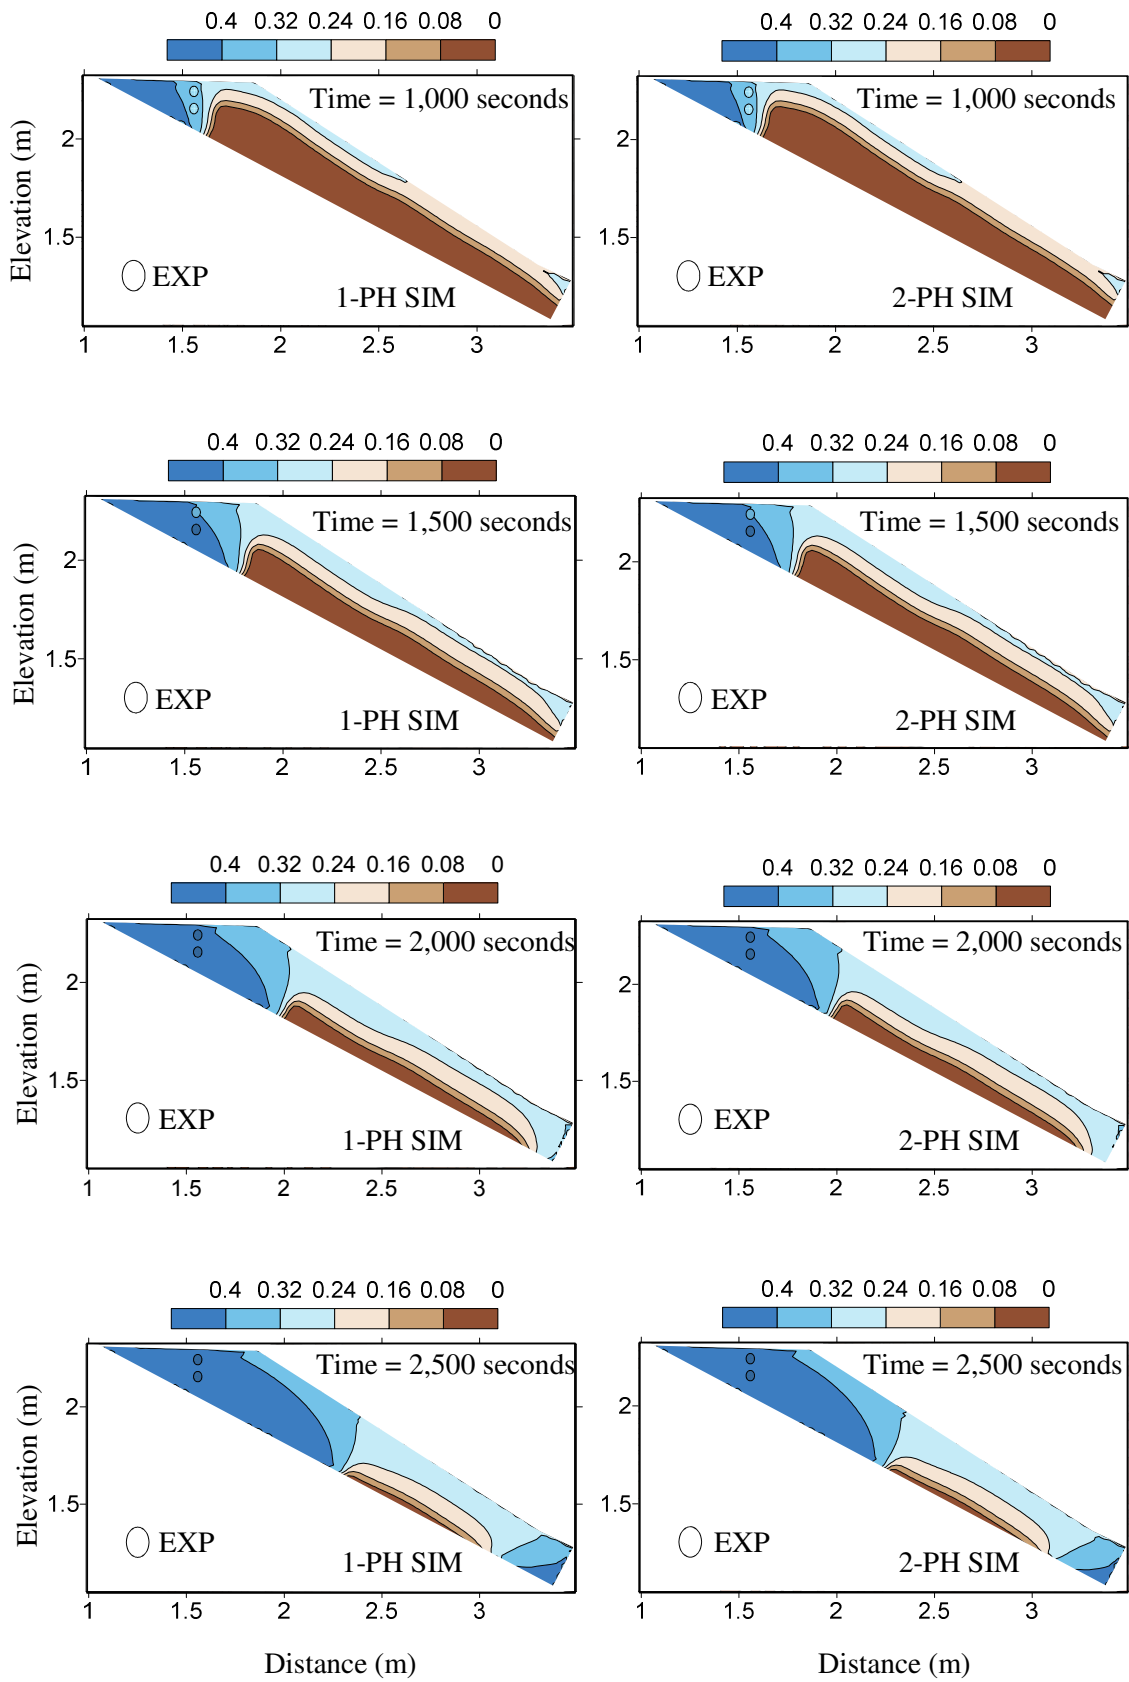 0.4 0.32 0.24 0.16 0.08 0
Time = 1,000 seconds
2
1.5
Elevation (m)
EXP
1-PH SIM
1 1.5 2 2.5 3
0.4 0.32 0.24 0.16 0.08 0
Time = 1,000 seconds
2
1.5
EXP
2-PH SIM
1 1.5 2 2.5 3
0.4 0.32 0.24 0.16 0.08 0
Time = 1,500 seconds
2
1.5
Elevation (m)
EXP
1-PH SIM
1 1.5 2 2.5 3
0.4 0.32 0.24 0.16 0.08 0
Time = 1,500 seconds
2
1.5
EXP
2-PH SIM
1 1.5 2 2.5 3
0.4 0.32 0.24 0.16 0.08 0
Time = 2,000 seconds
2
1.5
Elevation (m)
EXP
1-PH SIM
1 1.5 2 2.5 3
0.4 0.32 0.24 0.16 0.08 0
Time = 2,000 seconds
2
1.5
EXP
2-PH SIM
1 1.5 2 2.5 3
0.4 0.32 0.24 0.16 0.08 0
Time = 2,500 seconds
2
1.5
Elevation (m)
EXP
1-PH SIM
1 1.5 2 2.5 3
Distance (m)
0.4 0.32 0.24 0.16 0.08 0
Time = 2,500 seconds
2
1.5
EXP
2-PH SIM
1 1.5 2 2.5 3
Distance (m)